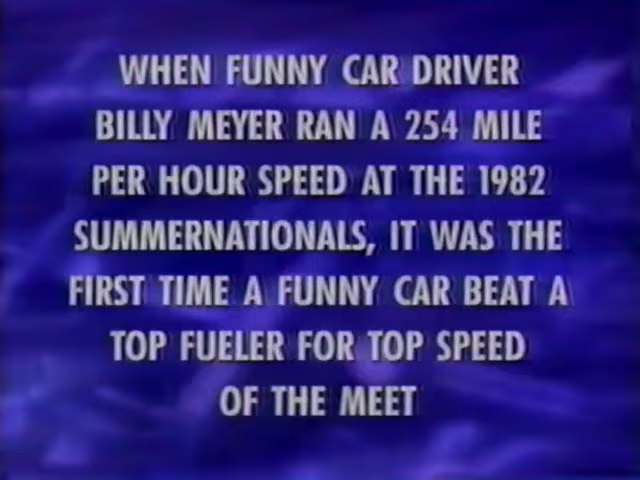 WHEN FUNNY CAR DRIVER
BILLY MEYER RAN A 254 MILE
PER HOUR SPEED AT THE 1982
SUMMERNATIONALS, IT WAS THE
FIRST TIME A FUNNY CAR BEAT A
TOP FUELER FOR TOP SPEED
OF THE MEET